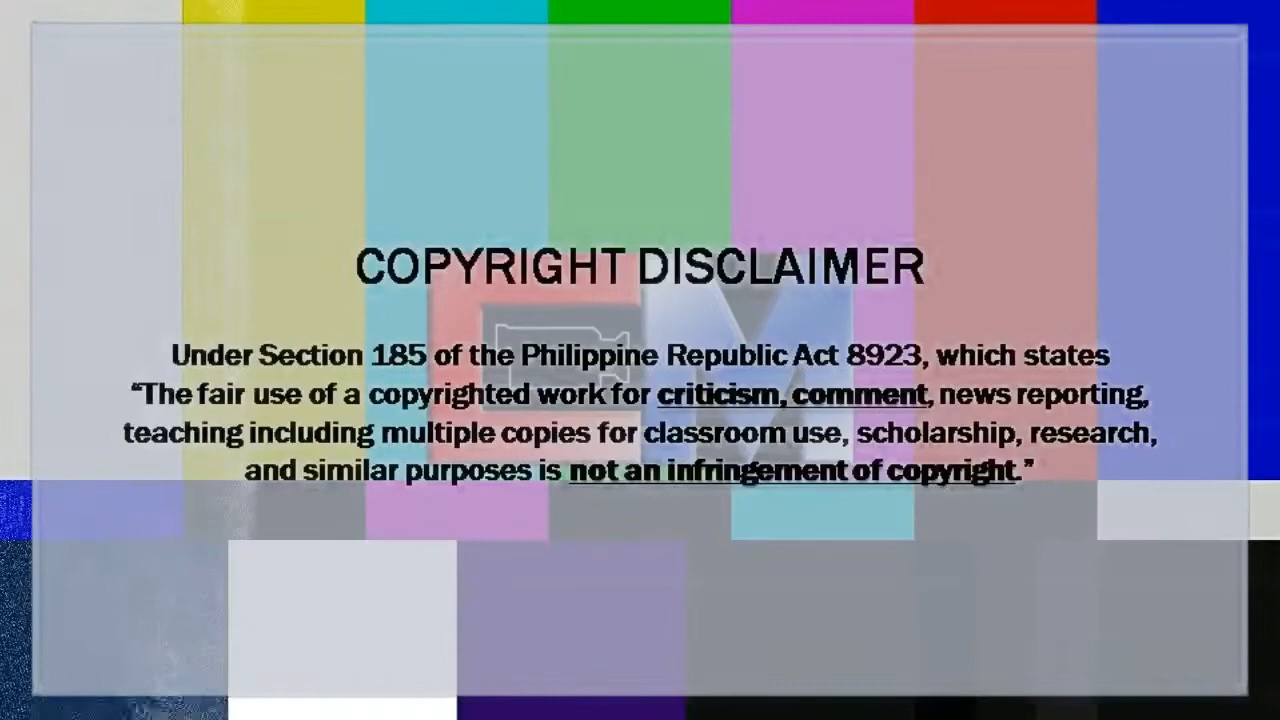 COPYRIGHT DISCLAIMER
Under Section 185 of the Philippine Republic Act 8923, which states
“The fair use of a copyrighted work for criticism, comment, news reporting,
teaching including multiple copies for classroom use, scholarship, research,
and similar purposes is not an infringement of copyright.”